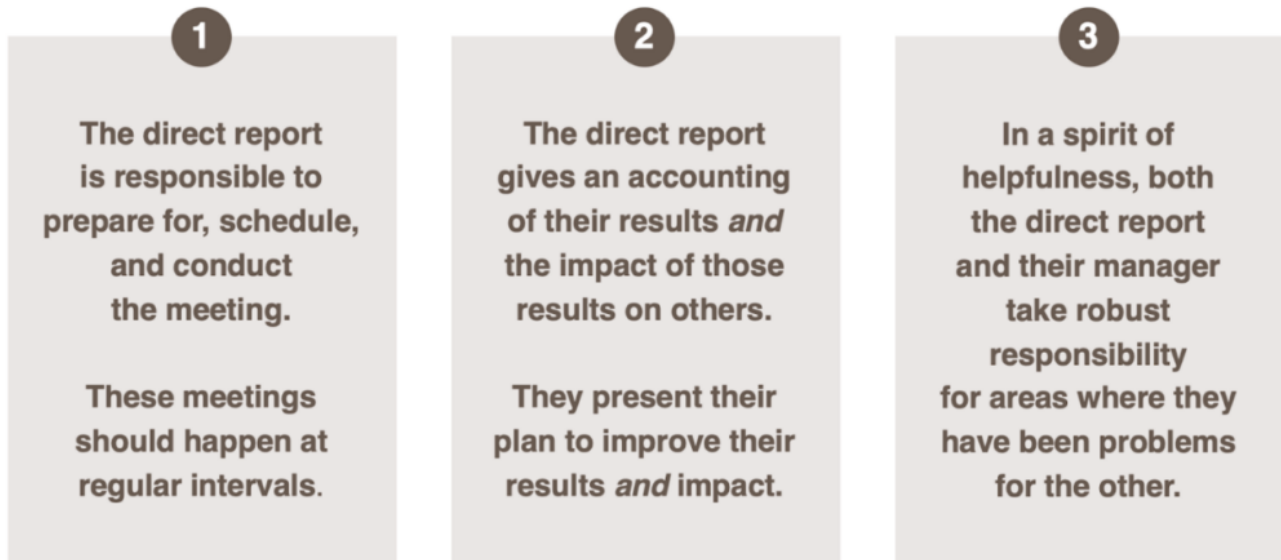 1
The direct report
is responsible to
prepare for, schedule,
and conduct
the meeting.
These meetings
should happen at
regular intervals.
2
The direct report
gives an accounting
of their results and
the impact of those
results on others.
They present their
plan to improve their
results and impact.
3
In a spirit of
helpfulness, both
the direct report
and their manager
take robust
responsibility
for areas where they
have been problems
for the other.